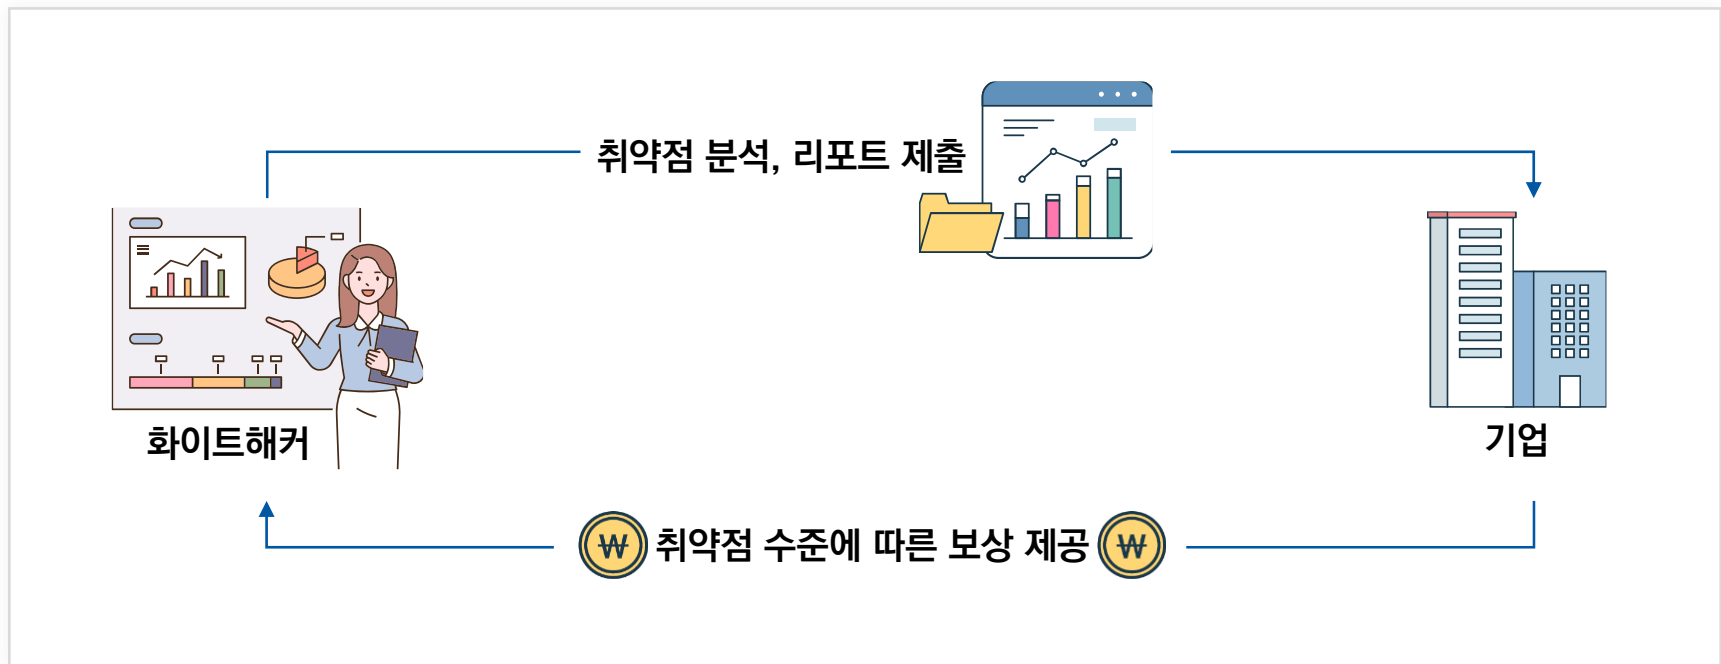 취약점 분석, 리포트 제출
화이트해커
기업
₩ 취약점 수준에 따른 보상 제공 ₩